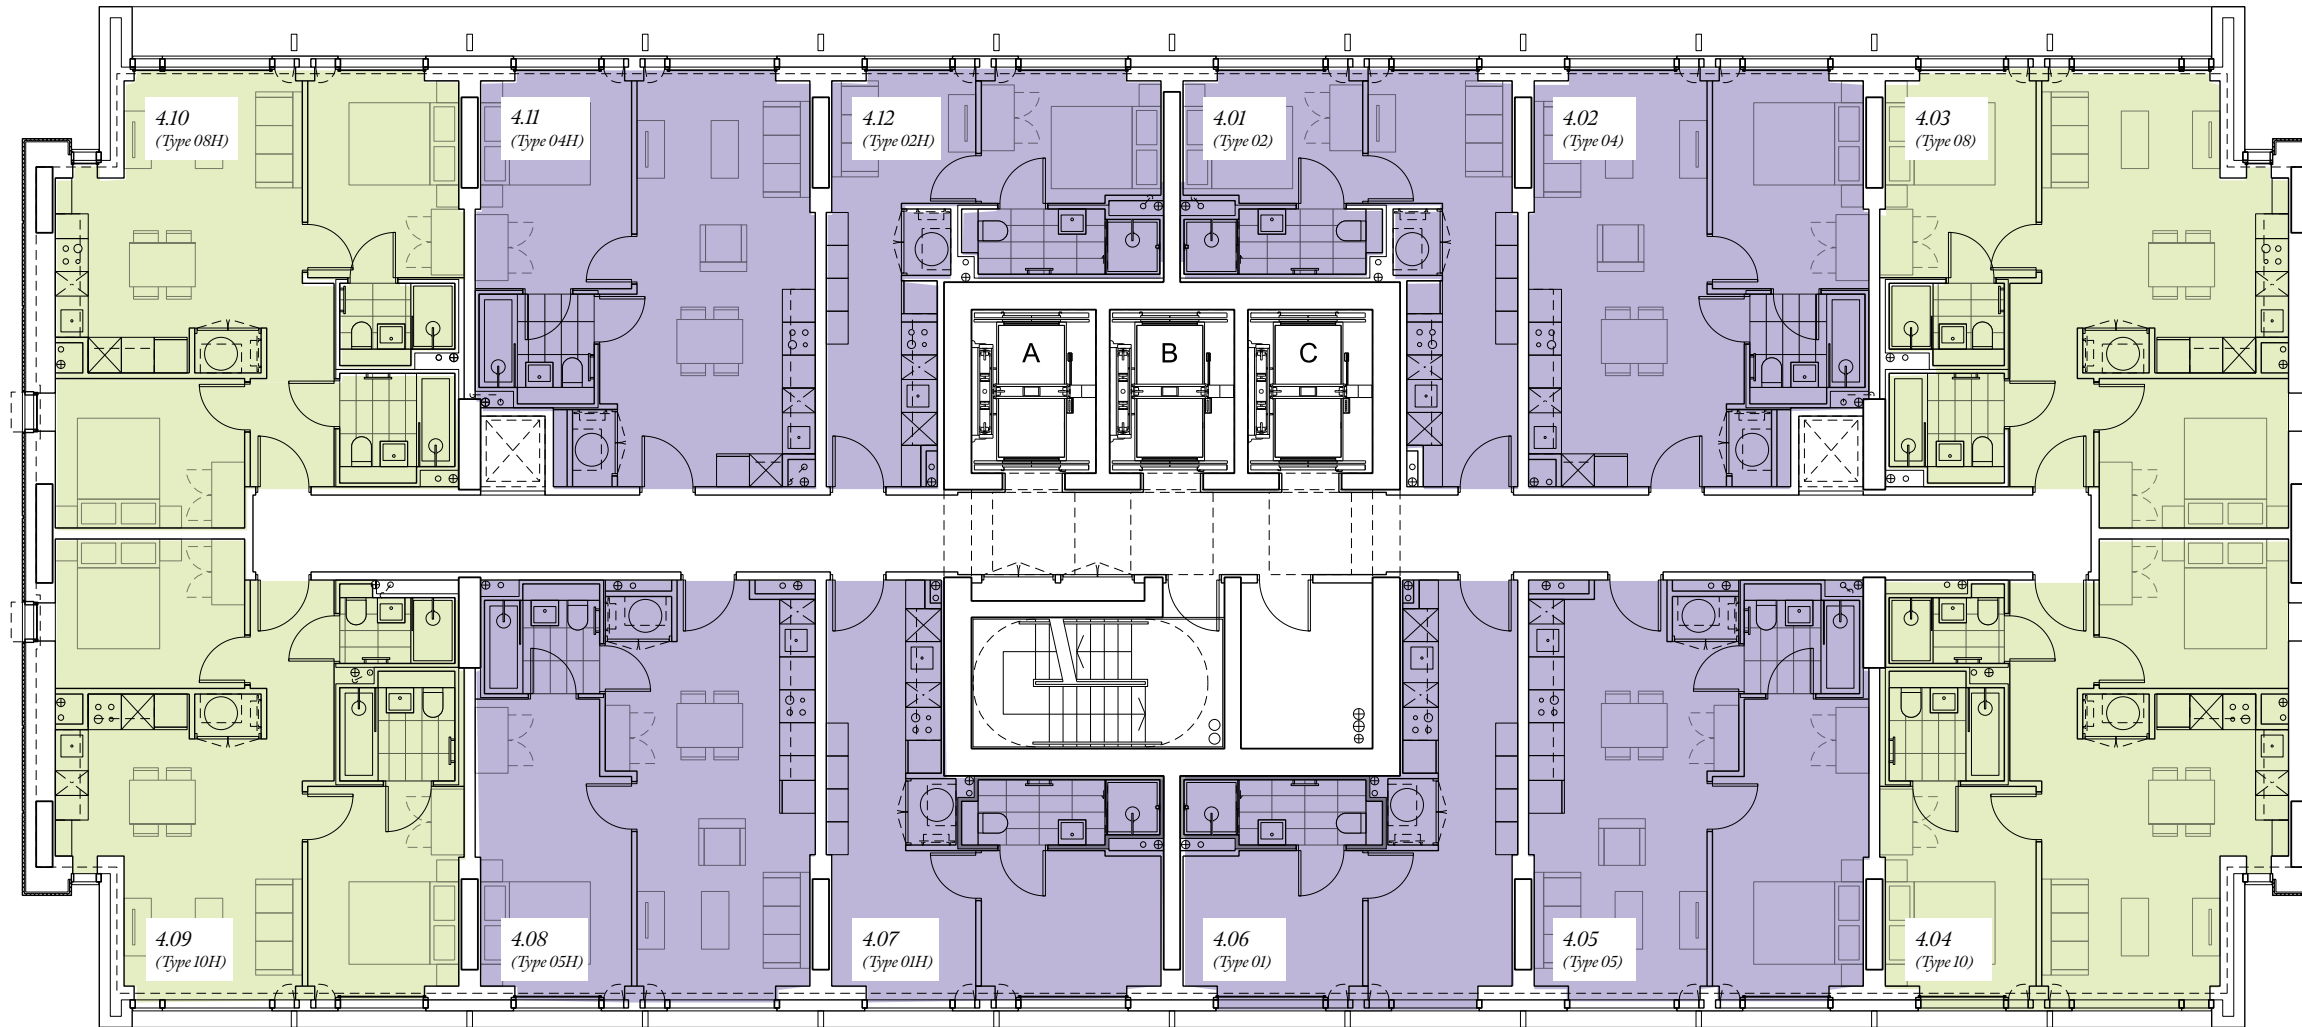 4.10
(Type 08H)
4.11
(Type 04H)
4.12
(Type 02H)
4.01
(Type 02)
4.02
(Type 04)
4.03
(Type 08)
A
B
C
4.09
(Type 10H)
4.08
(Type 05H)
4.07
(Type 01H)
4.06
(Type 01)
4.05
(Type 05)
4.04
(Type 10)